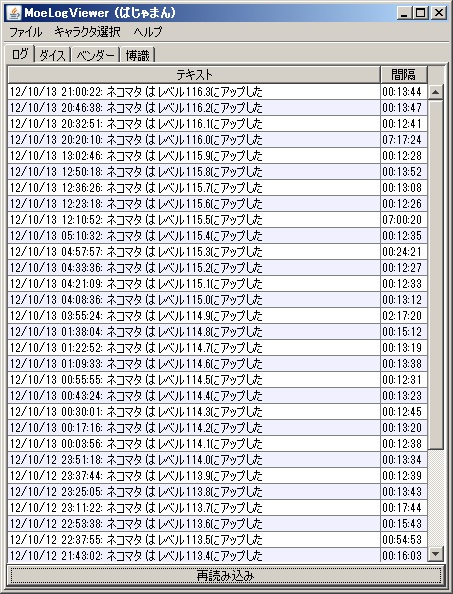 MoeLogViewer (はじゃまん)
ファイル キャラクタ選択 ヘルプ
ログ ダイス ベンダー 博識
テキスト 間隔
12/10/13 21:00:22: ネコマタ はレベル116.3にアップした 00:13:44
12/10/13 20:46:38: ネコマタ はレベル116.2にアップした 00:13:47
12/10/13 20:32:51: ネコマタ はレベル116.1にアップした 00:12:41
12/10/13 20:20:10: ネコマタ はレベル116.0にアップした 07:17:24
12/10/13 13:02:46: ネコマタ はレベル115.9にアップした 00:12:28
12/10/13 12:50:18: ネコマタ はレベル115.8にアップした 00:13:52
12/10/13 12:36:26: ネコマタ はレベル115.7にアップした 00:13:08
12/10/13 12:23:18: ネコマタ はレベル115.6にアップした 00:12:26
12/10/13 12:10:52: ネコマタ はレベル115.5にアップした 07:00:20
12/10/13 05:10:32: ネコマタ はレベル115.4にアップした 00:12:35
12/10/13 04:57:57: ネコマタ はレベル115.3にアップした 00:24:21
12/10/13 04:33:36: ネコマタ はレベル115.2にアップした 00:12:27
12/10/13 04:21:09: ネコマタ はレベル115.1にアップした 00:12:33
12/10/13 04:08:36: ネコマタ はレベル115.0にアップした 00:13:12
12/10/13 03:55:24: ネコマタ はレベル114.9にアップした 02:17:20
12/10/13 01:38:04: ネコマタ はレベル114.8にアップした 00:15:12
12/10/13 01:22:52: ネコマタ はレベル114.7にアップした 00:13:19
12/10/13 01:09:33: ネコマタ はレベル114.6にアップした 00:13:38
12/10/13 00:55:55: ネコマタ はレベル114.5にアップした 00:12:31
12/10/13 00:43:24: ネコマタ はレベル114.4にアップした 00:13:23
12/10/13 00:30:01: ネコマタ はレベル114.3にアップした 00:12:45
12/10/13 00:17:16: ネコマタ はレベル114.2にアップした 00:13:20
12/10/13 00:03:56: ネコマタ はレベル114.1にアップした 00:12:38
12/10/12 23:51:18: ネコマタ はレベル114.0にアップした 00:13:34
12/10/12 23:37:44: ネコマタ はレベル113.9にアップした 00:12:39
12/10/12 23:25:05: ネコマタ はレベル113.8にアップした 00:13:43
12/10/12 23:11:22: ネコマタ はレベル113.7にアップした 00:17:44
12/10/12 22:53:38: ネコマタ はレベル113.6にアップした 00:15:43
12/10/12 22:37:55: ネコマタ はレベル113.5にアップした 00:54:53
12/10/12 21:43:02: ネコマタ はレベル113.4にアップした 00:16:03
再読み込み